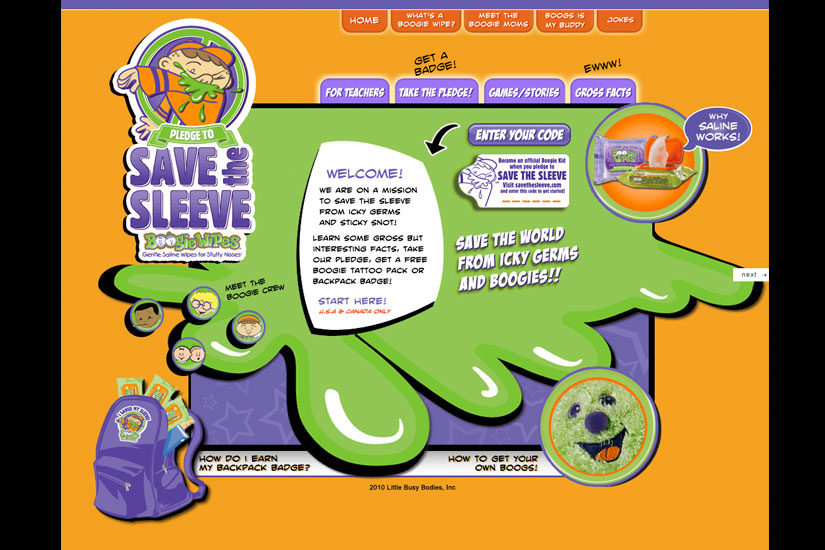 HOME
WHAT'S A
BOOGIE WIPE?
MEET THE
BOOGIE MOMS
BOOGS IS
MY BUDDY
JOKES
GET A
BADGE!
EWWW!
FOR TEACHERS
TAKE THE PLEDGE!
GAMES/STORIES
GROSS FACTS
PLEDGE TO
SAVE the
SLEEVE
Boogie Wipes
Gentle Saline Wipes for Stuffy Noses
ENTER YOUR CODE
Become an official Boogie Kid
when you pledge to
SAVE THE SLEEVE
Visit savethesleeve.com
and enter this code to get started!
WHY
SALINE
WORKS!
WELCOME!
WE ARE ON A MISSION
TO SAVE THE SLEEVE
FROM ICKY GERMS
AND STICKY SNOT!
LEARN SOME GROSS BUT
INTERESTING FACTS, TAKE
OUR PLEDGE, GET A FREE
BOOGIE TATTOO PACK OR
BACKPACK BADGE!
START HERE!
U.S.A & CANADA ONLY
SAVE THE WORLD
FROM ICKY GERMS
AND BOOGIES!!
next →
MEET THE
BOOGIE CREW
I SAVED MY SLEEVE
HOW DO I EARN
MY BACKPACK BADGE?
HOW TO GET YOUR
OWN BOOGS!
2010 Little Busy Bodies, Inc